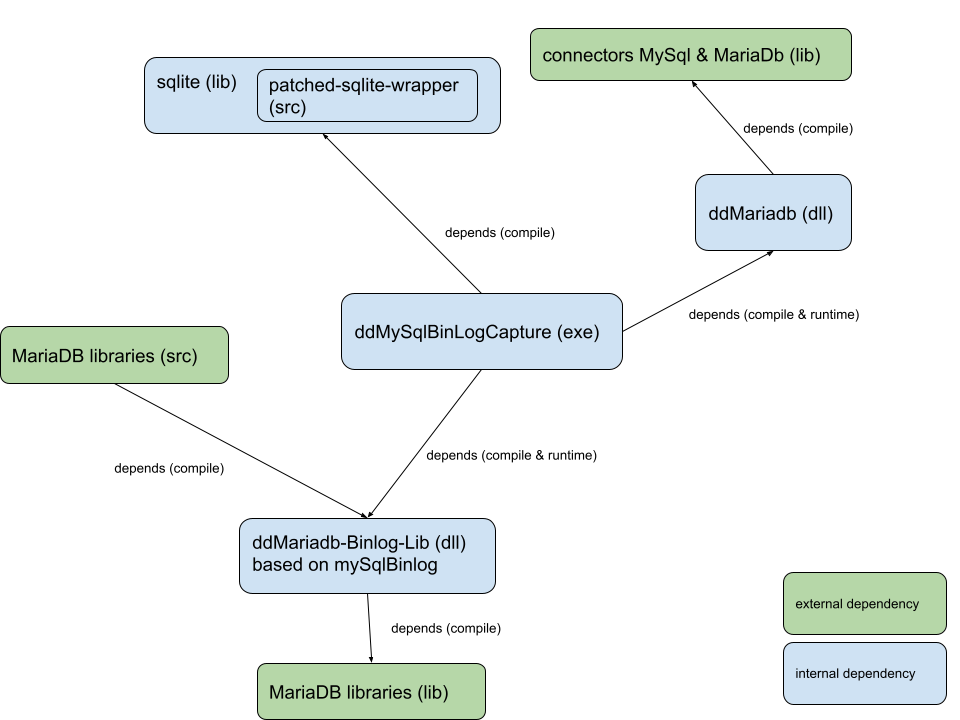 connectors MySql & MariaDb (lib)
sqlite (lib)
patched-sqlite-wrapper
(src)
depends (compile)
ddMariadb (dll)
depends (compile)
depends (compile & runtime)
ddMySqlBinLogCapture (exe)
MariaDB libraries (src)
depends (compile & runtime)
depends (compile)
ddMariadb-Binlog-Lib (dll)
based on mySqlBinlog
depends (compile)
MariaDB libraries (lib)
external dependency
internal dependency